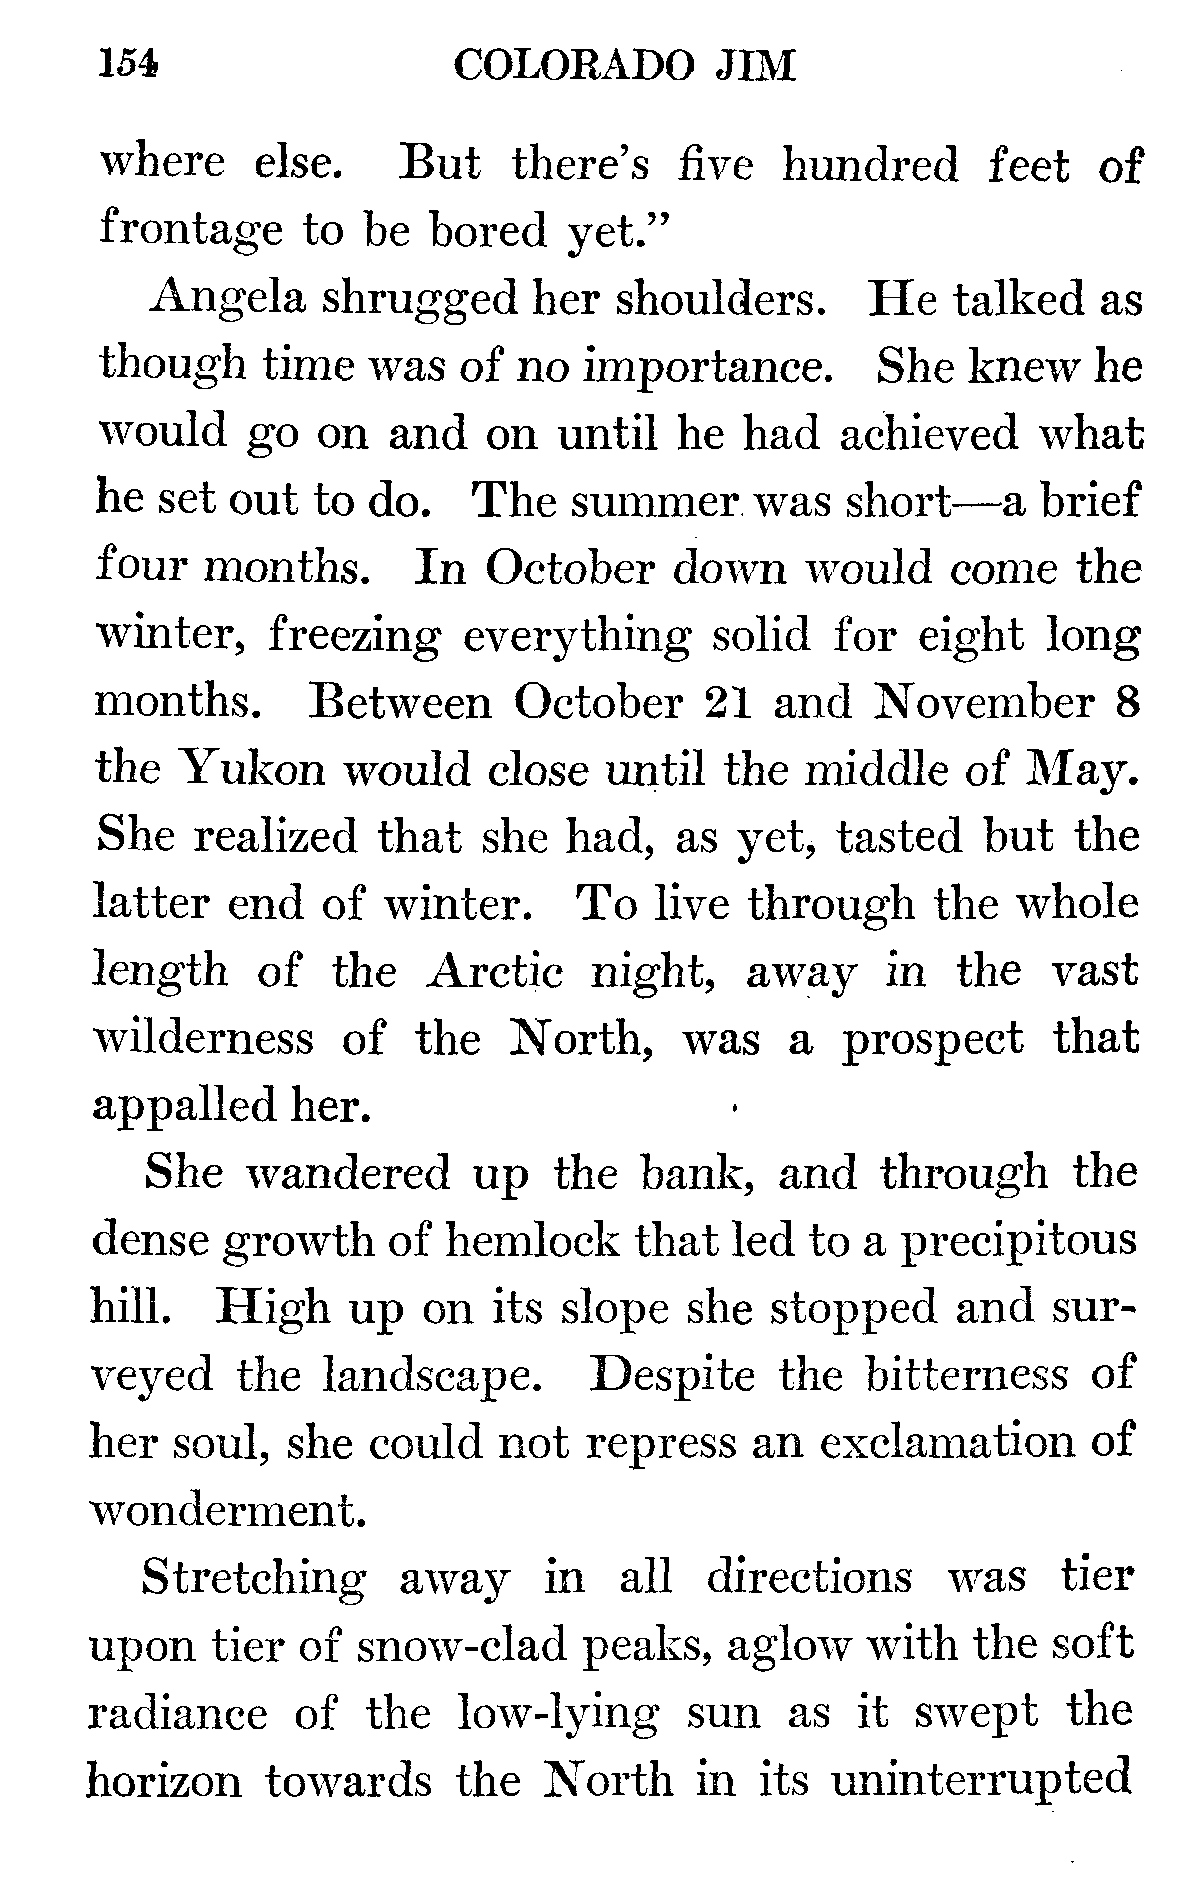 154 COLORADO JIM
where else. But there's five hundred feet of
frontage to be bored yet.”
Angela shrugged her shoulders. He talked as
though time was of no importance. She knew he
would go on and on until he had achieved what
he set out to do. The summer was short—a brief
four months. In October down would come the
winter, freezing everything solid for eight long
months. Between October 21 and November 8
the Yukon would close until the middle of May.
She realized that she had, as yet, tasted but the
latter end of winter. To live through the whole
length of the Arctic night, away in the vast
wilderness of the North, was a prospect that
appalled her.
She wandered up the bank, and through the
dense growth of hemlock that led to a precipitous
hill. High up on its slope she stopped and sur-
veyed the landscape. Despite the bitterness of
her soul, she could not repress an exclamation of
wonderment.
Stretching away in all directions was tier
upon tier of snow-clad peaks, aglow with the soft
radiance of the low-lying sun as it swept the
horizon towards the North in its uninterrupted